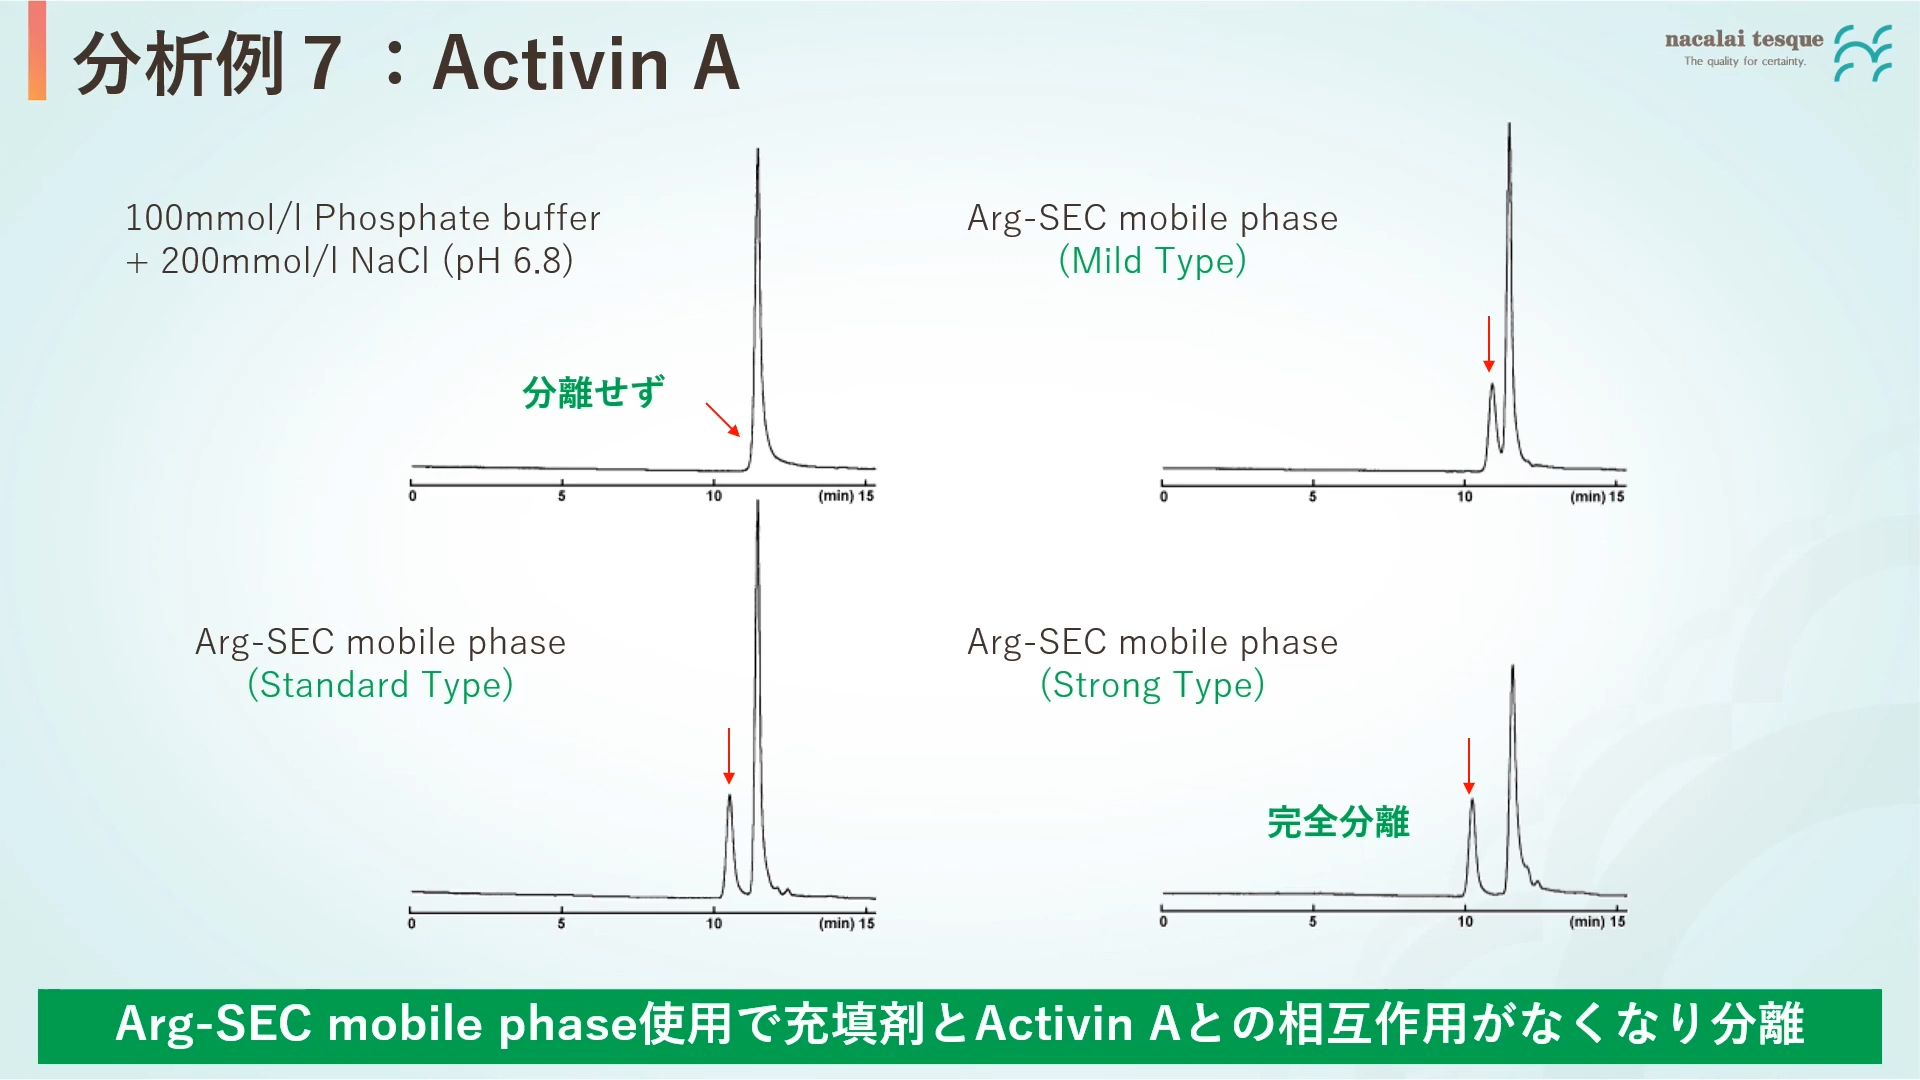 分析例７：Activin A
nacalai tesque
The quality for certainty.
100mmol/l Phosphate buffer
+ 200mmol/l NaCl (pH 6.8)
分離せず
0 5 10 (min) 15
Arg-SEC mobile phase
(Mild Type)
0 5 10 (min) 15
Arg-SEC mobile phase
(Standard Type)
0 5 10 (min) 15
Arg-SEC mobile phase
(Strong Type)
完全分離
0 5 10 (min) 15
Arg-SEC mobile phase使用で充填剤とActivin Aとの相互作用がなくなり分離